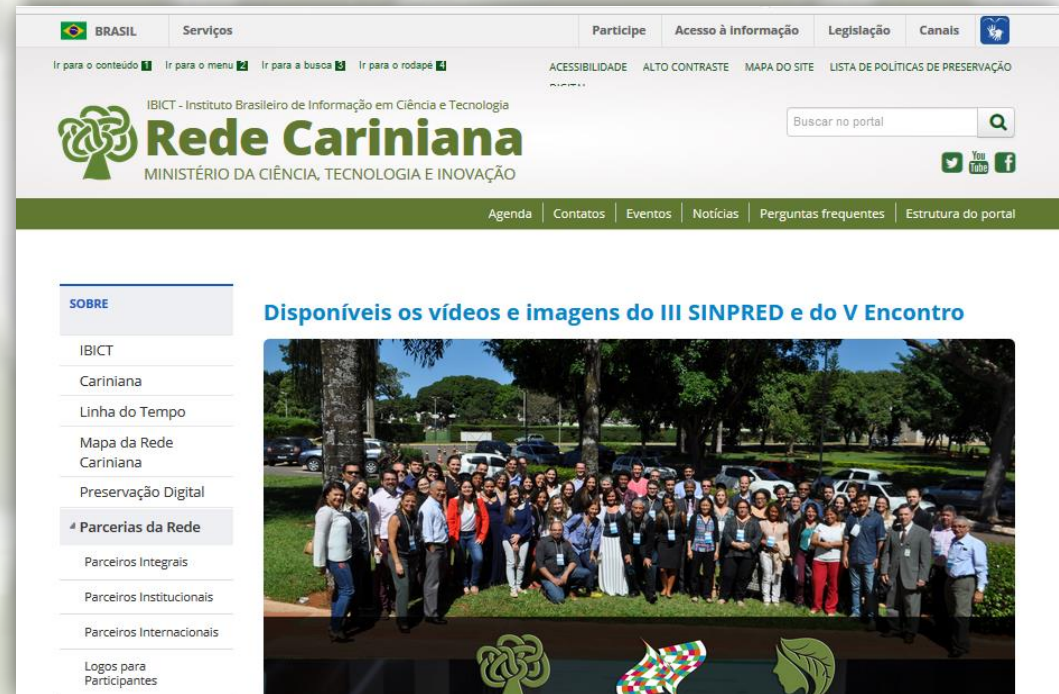 BRASIL Serviços Participe Acesso à informação Legislação Canais
Ir para o conteúdo 1 Ir para o menu 2 Ir para a busca 3 Ir para o rodapé 4 ACESSIBILIDADE ALTO CONTRASTE MAPA DO SITE LISTA DE POLÍTICAS DE PRESERVAÇÃO
IBICT - Instituto Brasileiro de Informação em Ciência e Tecnologia
Rede Cariniana
MINISTÉRIO DA CIÊNCIA, TECNOLOGIA E INOVAÇÃO
Buscar no portal
You
Tube
Agenda Contatos Eventos Notícias Perguntas frequentes Estrutura do portal
SOBRE
IBICT
Cariniana
Linha do Tempo
Mapa da Rede
Cariniana
Preservação Digital
Parcerias da Rede
Parceiros Integrais
Parceiros Institucionais
Parceiros Internacionais
Logos para
Participantes
Disponíveis os vídeos e imagens do III SINPRED e do V Encontro